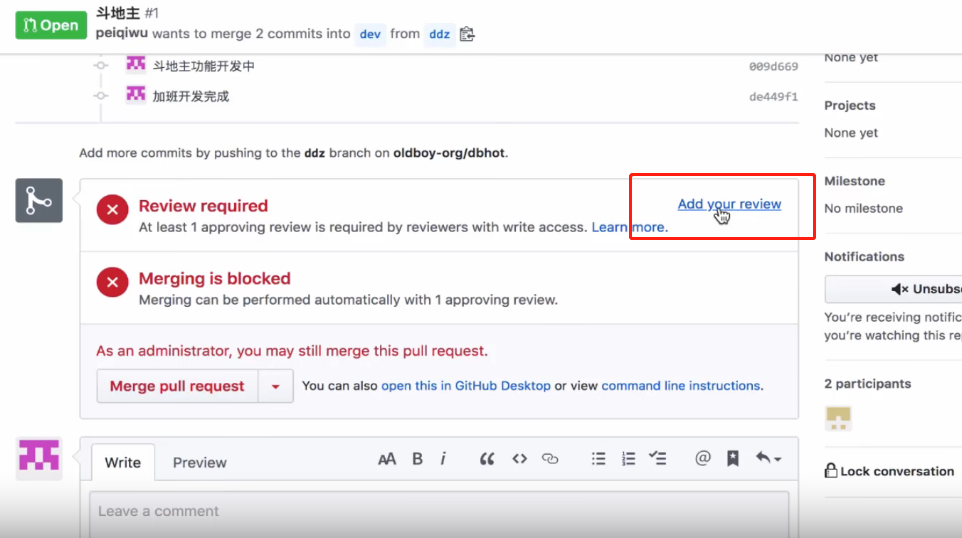 Open
斗地主 #1
peiqiwu wants to merge 2 commits into dev from ddz
斗地主功能开发中 009d669
加班开发完成 de449f1
Add more commits by pushing to the ddz branch on oldboy-org/dbhot.
Review required
Add your review
At least 1 approving review is required by reviewers with write access. Learn more.
Merging is blocked
Merging can be performed automatically with 1 approving review.
As an administrator, you may still merge this pull request.
Merge pull request
You can also open this in GitHub Desktop or view command line instructions.
Write Preview
AA B i
Leave a comment
None yet
Projects
None yet
Milestone
No milestone
Notifications
Unsubs
You're receiving notific
you're watching this re
2 participants
Lock conversation